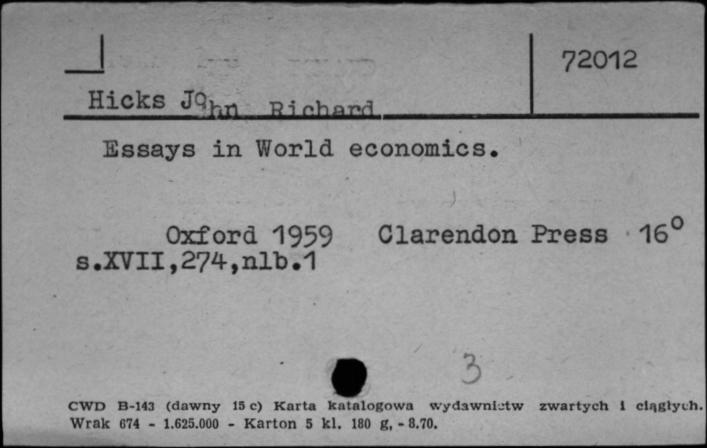 72012
Hicks John Richard
Essays in World economics.
Oxford 1959 Clarendon Press 16°
s.XVII,274,nlb.1
3
CWD B-143 (dawny 15 c) Karta katalogowa wydawnictw zwartych i ciągłych.
Wrak 674 - 1.625.000 - Karton 5 kl. 180 g, - 8.70.